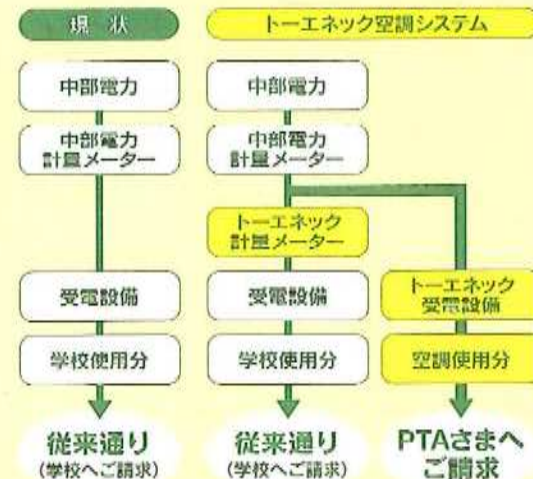 現状
トーエネック空調システム
中部電力
中部電力
計量メーター
受電設備
学校使用分
従来通り
(学校へご請求)
中部電力
中部電力
計量メーター
トーエネック
計量メーター
受電設備
学校使用分
従来通り
(学校へご請求)
トーエネック
受電設備
空調使用分
PTAさまへ
ご請求